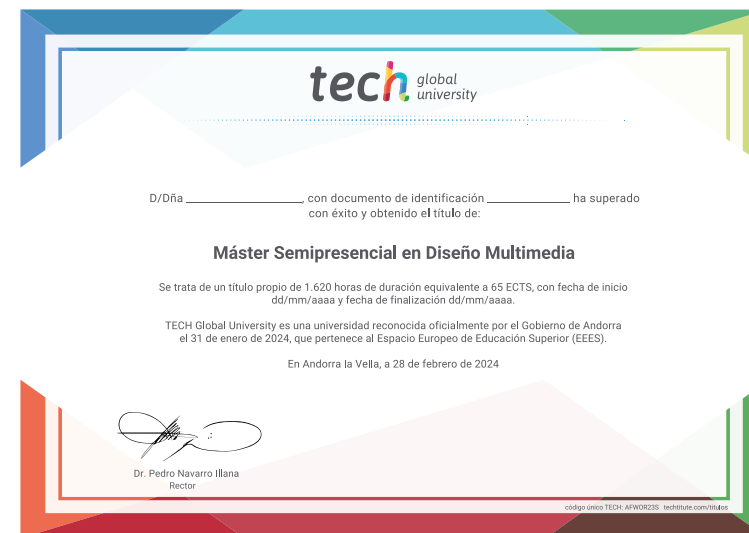 tech global university
D/Dña ____________, con documento de identificación ____________ ha superado
con éxito y obtenido el título de:
Máster Semipresencial en Diseño Multimedia
Se trata de un título propio de 1.620 horas de duración equivalente a 65 ECTS, con fecha de inicio
dd/mm/aaaa y fecha de finalización dd/mm/aaaa.
TECH Global University es una universidad reconocida oficialmente por el Gobierno de Andorra
el 31 de enero de 2024, que pertenece al Espacio Europeo de Educación Superior (EEES).
En Andorra la Vella, a 28 de febrero de 2024
Dr. Pedro Navarro Illana
Rector
código único TECH: AFWOR23S techtitute.com/titulos